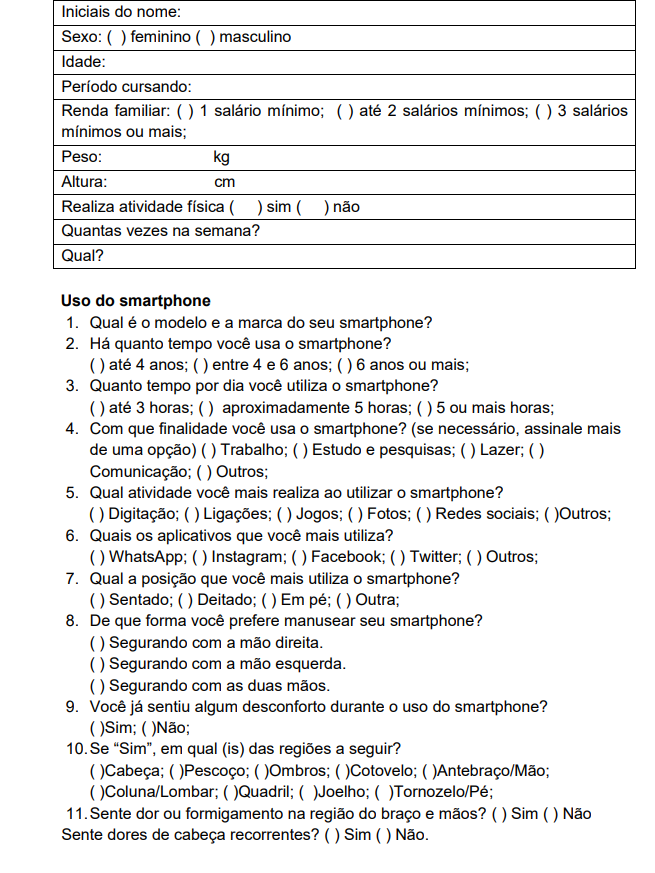 Iniciais do nome:
Sexo: ( ) feminino ( ) masculino
Idade:
Período cursando:
Renda familiar: ( ) 1 salário mínimo; ( ) até 2 salários mínimos; ( ) 3 salários
mínimos ou mais;
Peso: kg
Altura: cm
Realiza atividade física ( ) sim ( ) não
Quantas vezes na semana?
Qual?
Uso do smartphone
1. Qual é o modelo e a marca do seu smartphone?
2. Há quanto tempo você usa o smartphone?
( ) até 4 anos; ( ) entre 4 e 6 anos; ( ) 6 anos ou mais;
3. Quanto tempo por dia você utiliza o smartphone?
( ) até 3 horas; ( ) aproximadamente 5 horas; ( ) 5 ou mais horas;
4. Com que finalidade você usa o smartphone? (se necessário, assinale mais
de uma opção) ( ) Trabalho; ( ) Estudo e pesquisas; ( ) Lazer; ( )
Comunicação; ( ) Outros;
5. Qual atividade você mais realiza ao utilizar o smartphone?
( ) Digitação; ( ) Ligações; ( ) Jogos; ( ) Fotos; ( ) Redes sociais; ( )Outros;
6. Quais os aplicativos que você mais utiliza?
( ) WhatsApp; ( ) Instagram; ( ) Facebook; ( ) Twitter; ( ) Outros;
7. Qual a posição que você mais utiliza o smartphone?
( ) Sentado; ( ) Deitado; ( ) Em pé; ( ) Outra;
8. De que forma você prefere manusear seu smartphone?
( ) Segurando com a mão direita.
( ) Segurando com a mão esquerda.
( ) Segurando com as duas mãos.
9. Você já sentiu algum desconforto durante o uso do smartphone?
( )Sim; ( )Não;
10. Se “Sim”, em qual (is) das regiões a seguir?
( )Cabeça; ( )Pescoço; ( )Ombros; ( )Cotovelo; ( )Antebraço/Mão;
( )Coluna/Lombar; ( )Quadril; ( )Joelho; ( )Tornozelo/Pé;
11. Sente dor ou formigamento na região do braço e mãos? ( ) Sim ( ) Não
Sente dores de cabeça recorrentes? ( ) Sim ( ) Não.